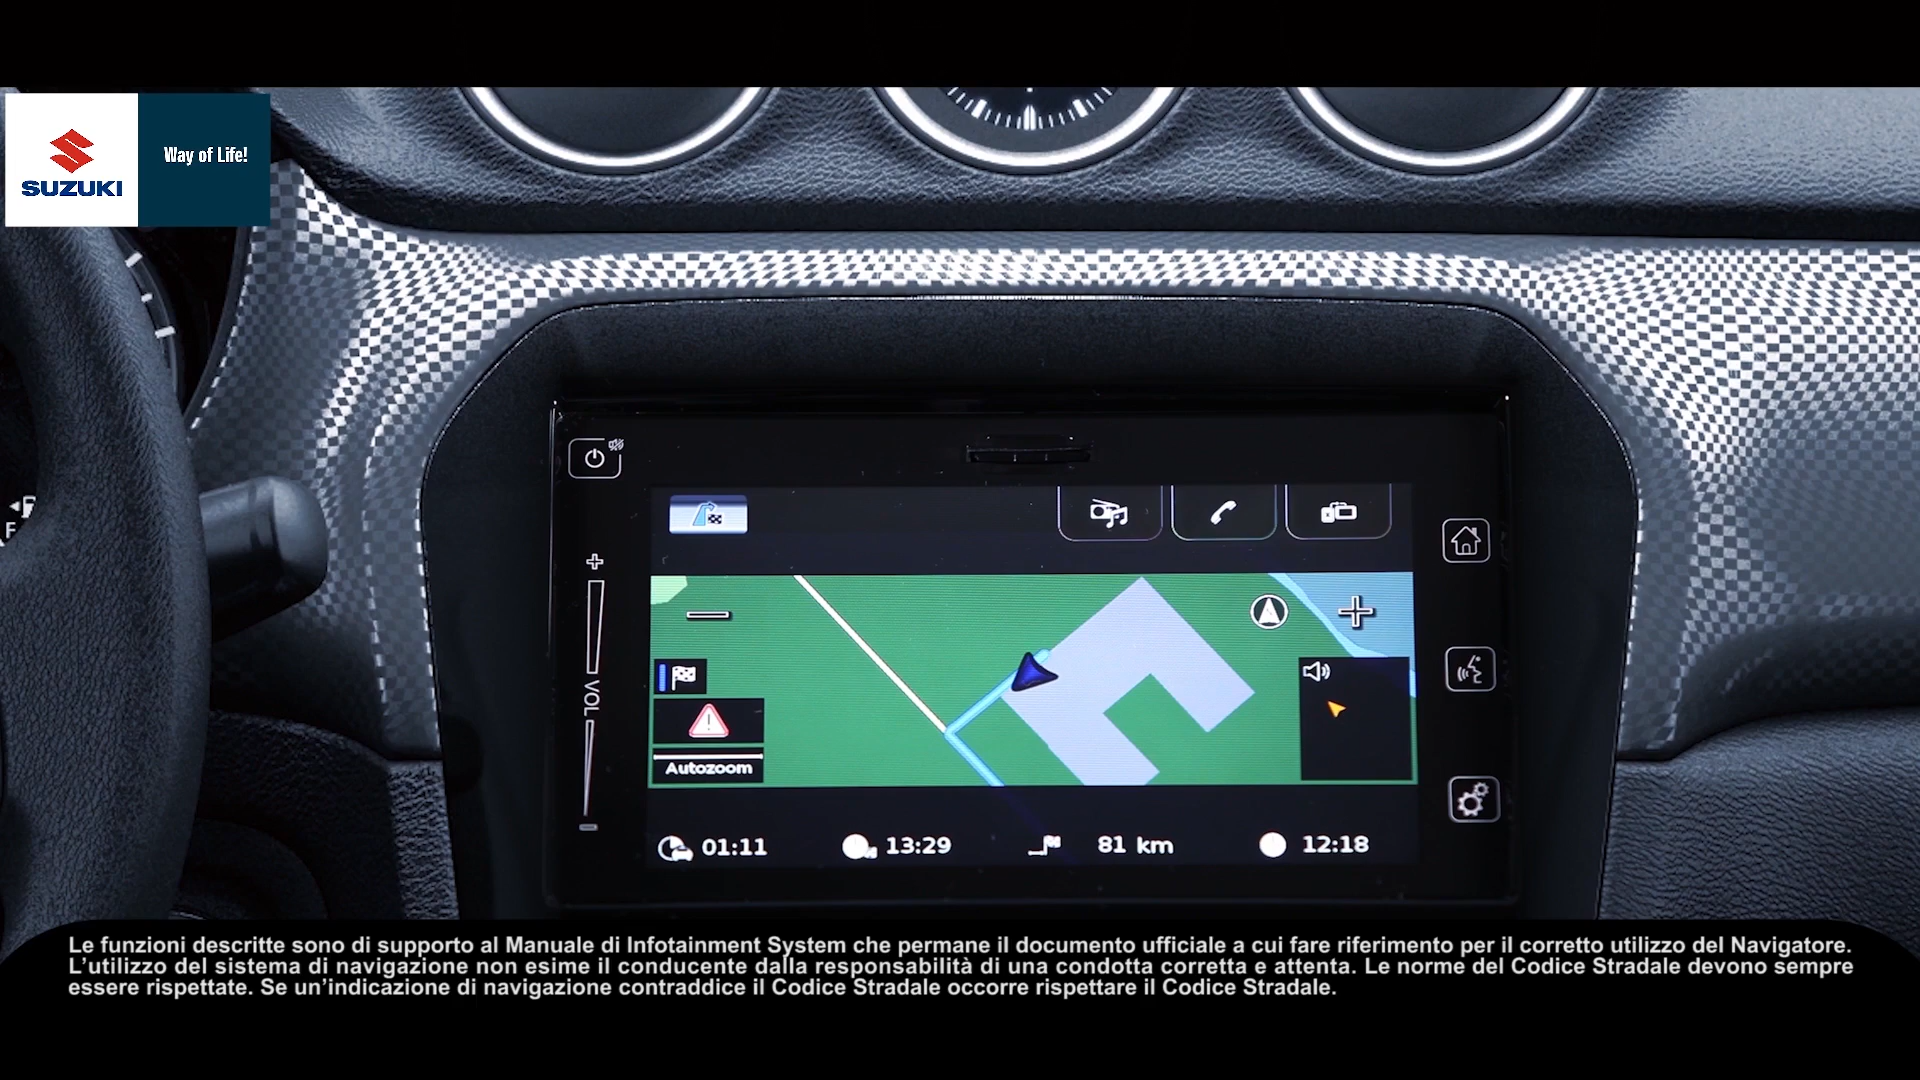 SUZUKI
Way of Life!
F
VOL
Autozoom
01:11 13:29 81 km 12:18
Le funzioni descritte sono di supporto al Manuale di Infotainment System che permane il documento ufficiale a cui fare riferimento per il corretto utilizzo del Navigatore.
L’utilizzo del sistema di navigazione non esime il conducente dalla responsabilità di una condotta corretta e attenta. Le norme del Codice Stradale devono sempre
essere rispettate. Se un’indicazione di navigazione contraddice il Codice Stradale occorre rispettare il Codice Stradale.